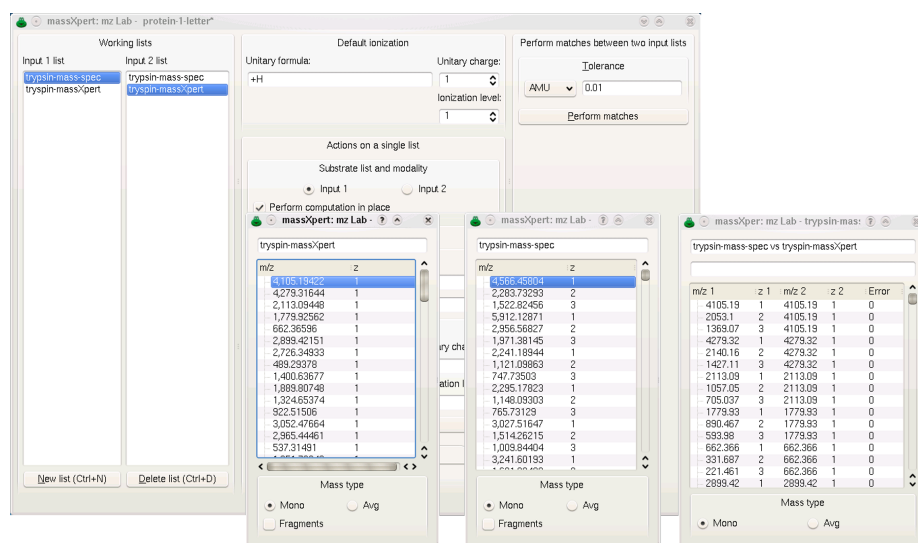 massXpert: mz Lab - protein-1-letter*
Working lists
Input 1 list Input 2 list
trypsin-mass-spec
tryspin-massXpert
trypsin-mass-spec
tryspin-massXpert
New list (Ctrl+N) Delete list (Ctrl+D)
Default ionization
Unitary formula: Unitary charge:
+H 1
Ionization level:
1
Actions on a single list
Substrate list and modality
Input 1 Input 2
Perform computation in place
Perform matches between two input lists
Tolerance
AMU 0.01
Perform matches
massXpert: mz Lab -
tryspin-massXpert
m/z z
4,105.19422 1
4,279.31644 1
2,113.09448 1
1,779.92562 1
662.36596 1
2,899.42151 1
2,726.34933 1
489.29378 1
1,400.63677 1
1,889.80748 1
1,324.65374 1
922.51506 1
3,052.47664 1
2,965.44461 1
537.31491 1
Mass type
Mono Avg
Fragments
massXpert: mz Lab -
trypsin-mass-spec
m/z z
4,566.45804 1
2,283.73293 2
1,522.82456 3
5,912.12871 1
2,956.56827 2
1,971.38145 3
2,241.18944 1
1,121.09863 2
747.73503 3
2,295.17823 1
1,148.09303 2
765.73129 3
3,027.51647 1
1,514.26215 2
1,009.84404 3
3,241.60193 1
Mass type
Mono Avg
Fragments
massXper: mz Lab - trypsin-mas:
trypsin-mass-spec vs tryspin-massXpert
m/z 1 z 1 m/z 2 z 2 Error
4105.19 1 4105.19 1 0
2053.1 2 4105.19 1 0
1369.07 3 4105.19 1 0
4279.32 1 4279.32 1 0
2140.16 2 4279.32 1 0
1427.11 3 4279.32 1 0
2113.09 1 2113.09 1 0
1057.05 2 2113.09 1 0
705.037 3 2113.09 1 0
1779.93 1 1779.93 1 0
890.467 2 1779.93 1 0
593.98 3 1779.93 1 0
662.366 1 662.366 1 0
331.687 2 662.366 1 0
221.461 3 662.366 1 0
2899.42 1 2899.42 1 0
Mass type
Mono Avg